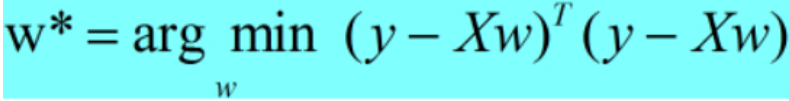 w* = arg min (y − Xw)ᵀ (y − Xw)
w